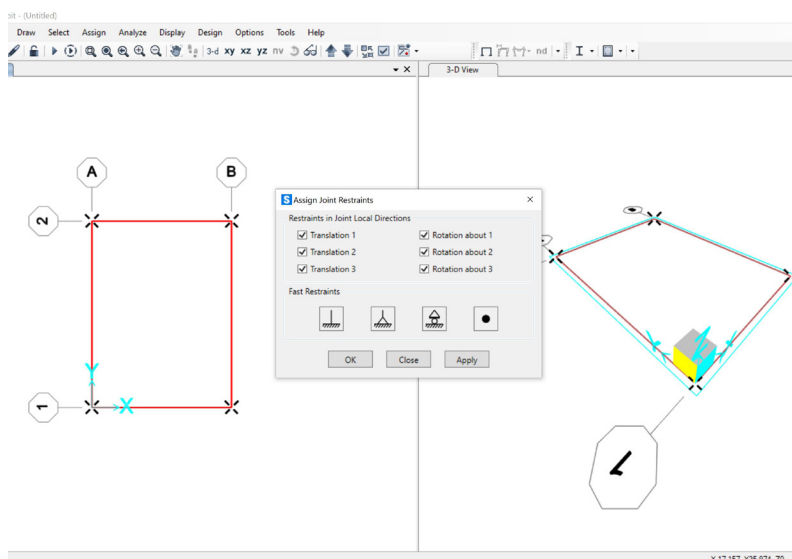 bit - (Untitled)
Draw Select Assign Analyze Display Design Options Tools Help
3-d xy xz yz nv nd
3-D View
A B
2
1
Y
X
Assign Joint Restraints
Restraints in Joint Local Directions
Translation 1 Rotation about 1
Translation 2 Rotation about 2
Translation 3 Rotation about 3
Fast Restraints
OK Close Apply
1